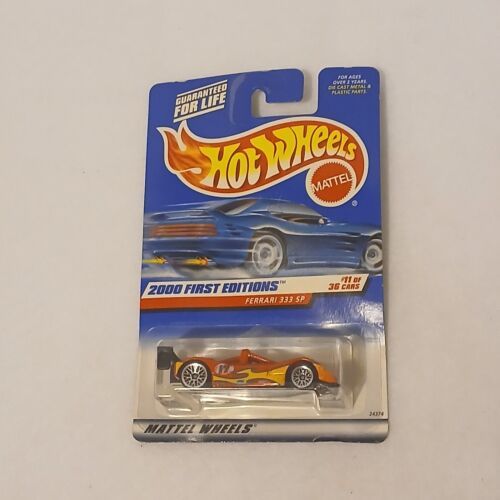 GUARANTEED
FOR LIFE
FOR AGES
OVER 3 YEARS.
DIE CAST METAL &
PLASTIC PARTS.
HOT WHEELS
MATTEL
®
2000 FIRST EDITIONS™
FERRARI 333 SP
#11 OF
36 CARS
MATTEL WHEELS
24374